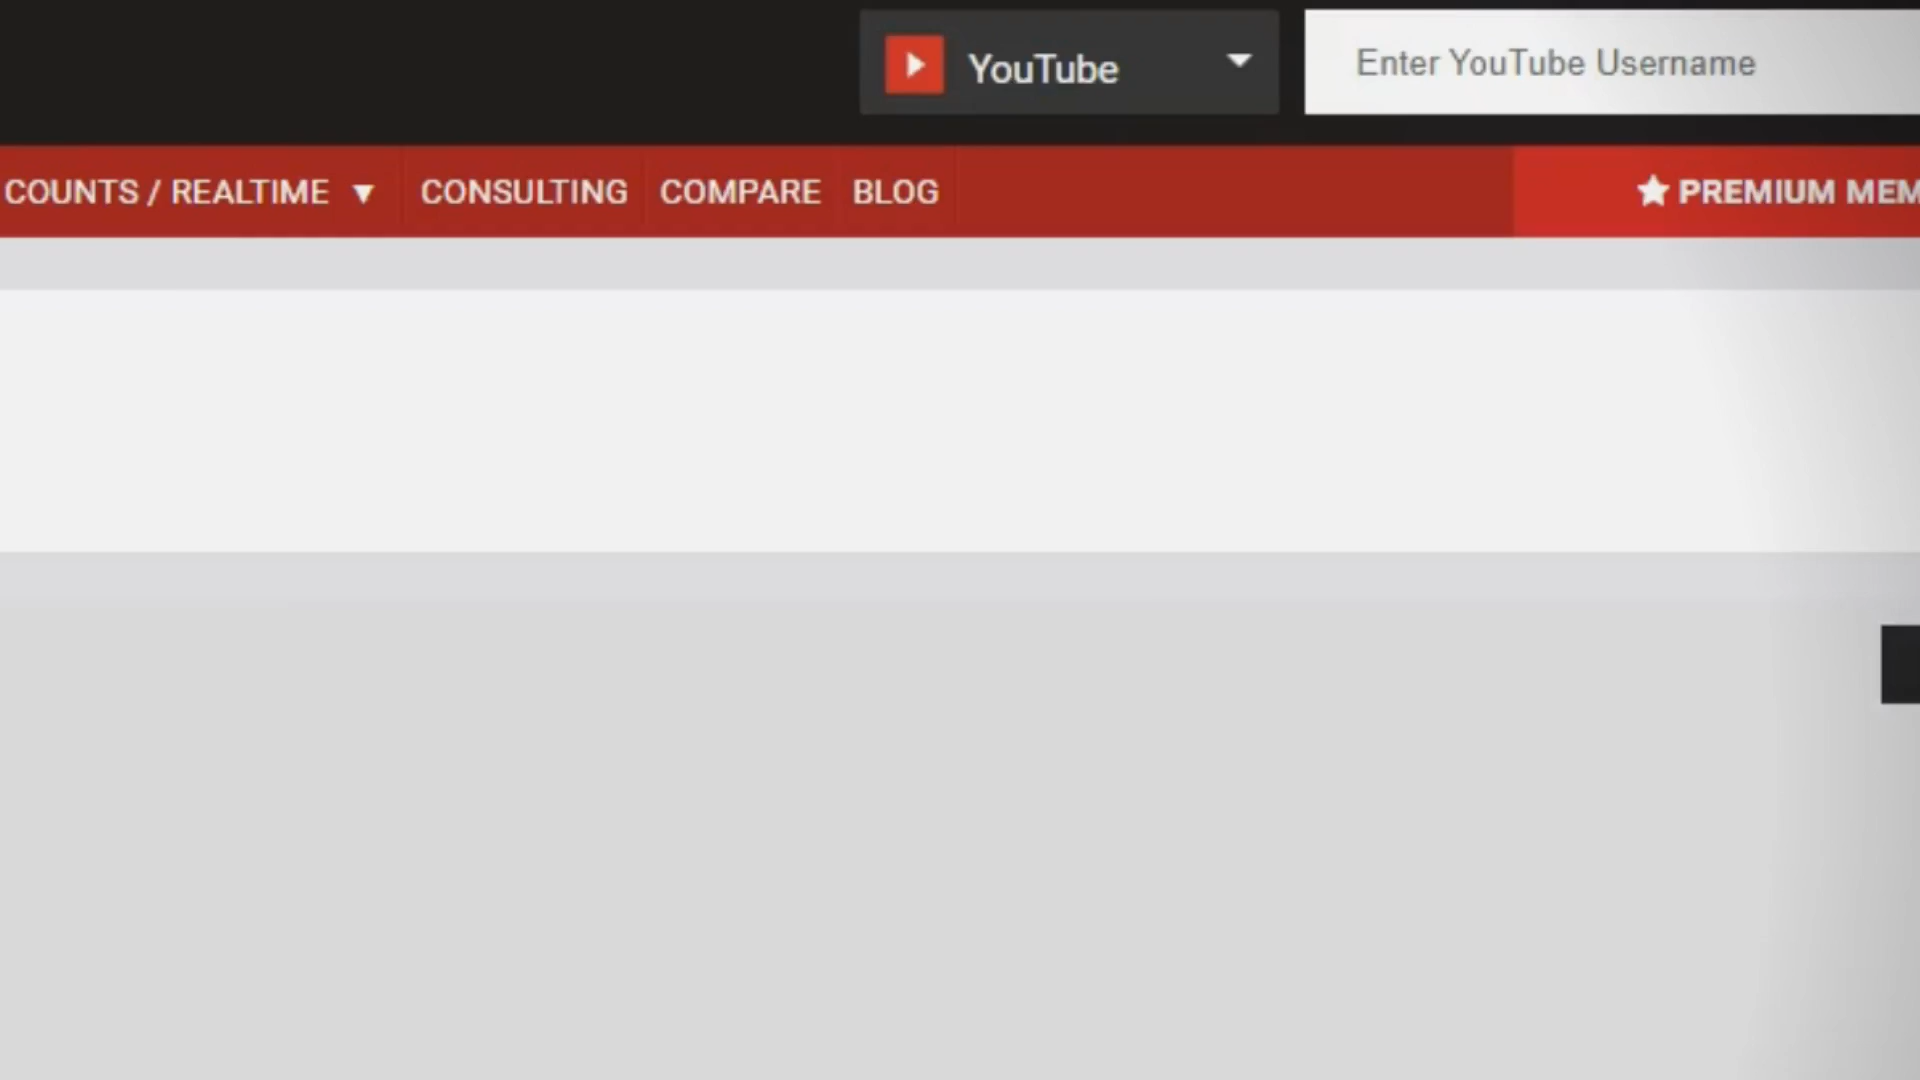 YouTube
Enter YouTube Username
COUNTS / REALTIME ▼ CONSULTING COMPARE BLOG
★ PREMIUM MEM